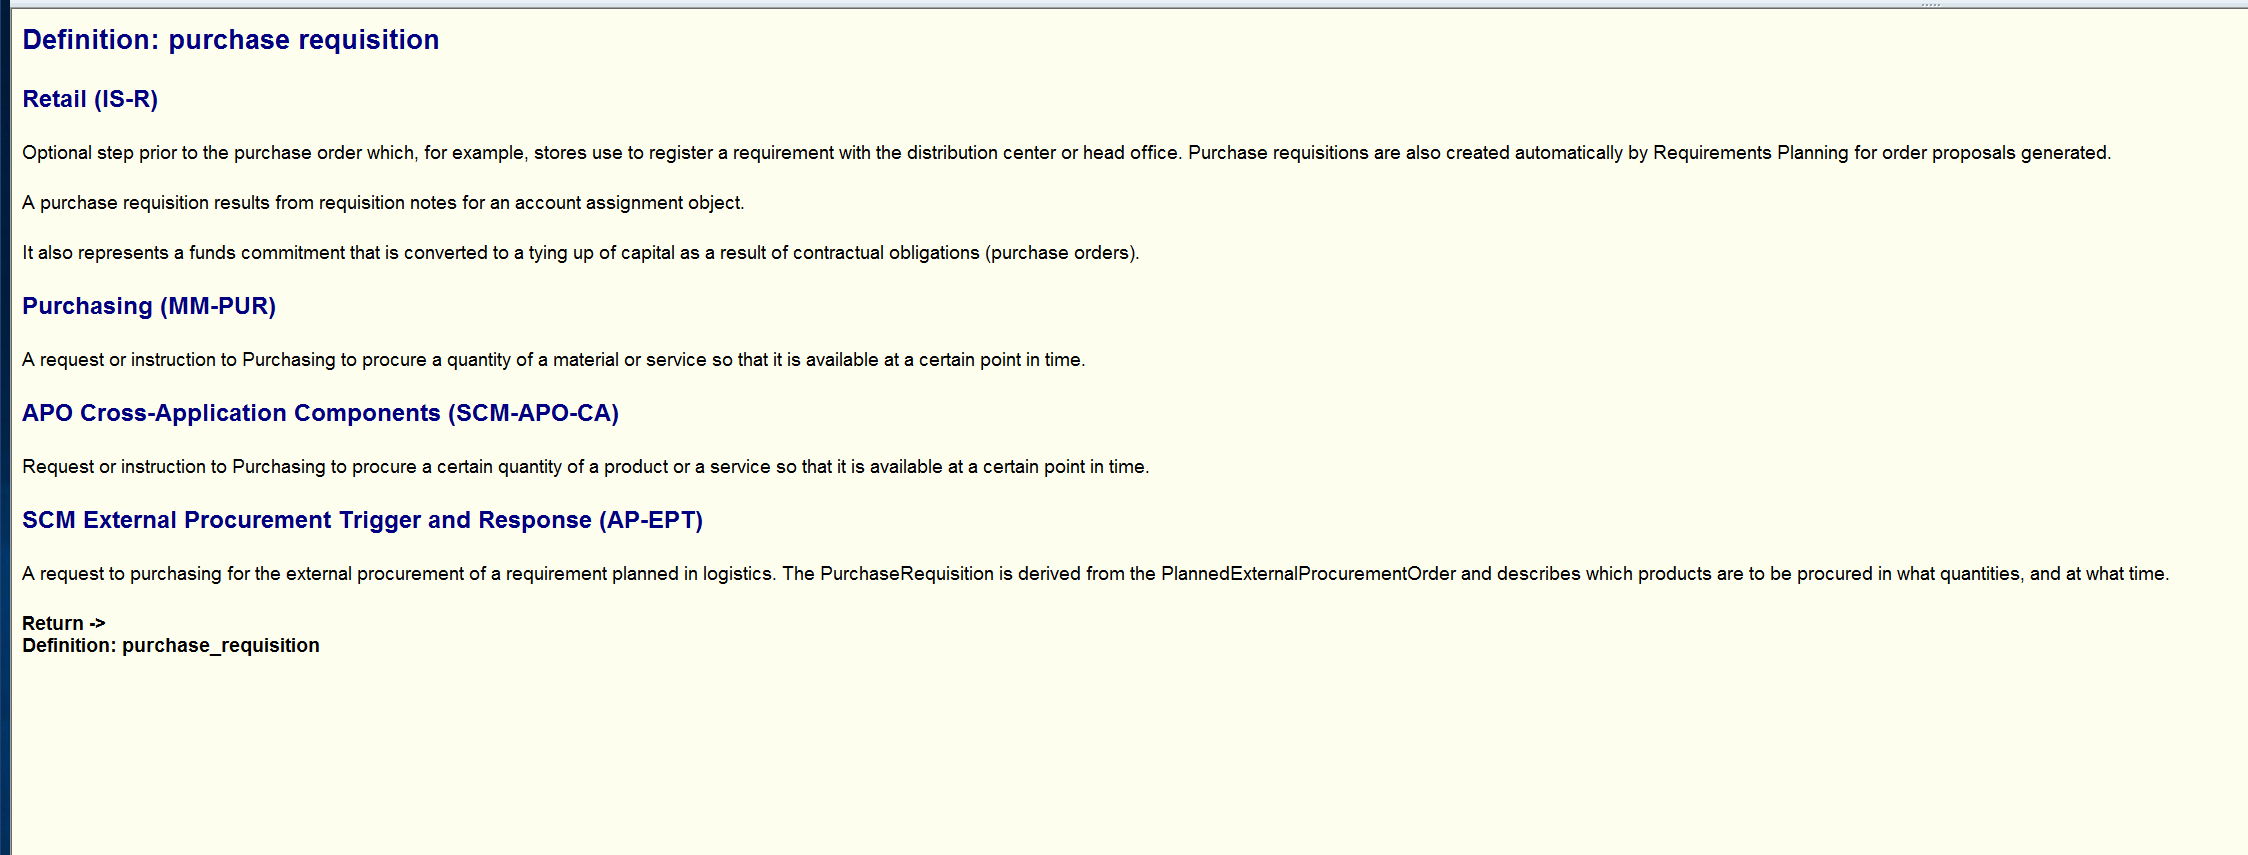 Definition: purchase requisition
Retail (IS-R)
Optional step prior to the purchase order which, for example, stores use to register a requirement with the distribution center or head office. Purchase requisitions are also created automatically by Requirements Planning for order proposals generated.
A purchase requisition results from requisition notes for an account assignment object.
It also represents a funds commitment that is converted to a tying up of capital as a result of contractual obligations (purchase orders).
Purchasing (MM-PUR)
A request or instruction to Purchasing to procure a quantity of a material or service so that it is available at a certain point in time.
APO Cross-Application Components (SCM-APO-CA)
Request or instruction to Purchasing to procure a certain quantity of a product or a service so that it is available at a certain point in time.
SCM External Procurement Trigger and Response (AP-EPT)
A request to purchasing for the external procurement of a requirement planned in logistics. The PurchaseRequisition is derived from the PlannedExternalProcurementOrder and describes which products are to be procured in what quantities, and at what time.
Return ->
Definition: purchase_requisition